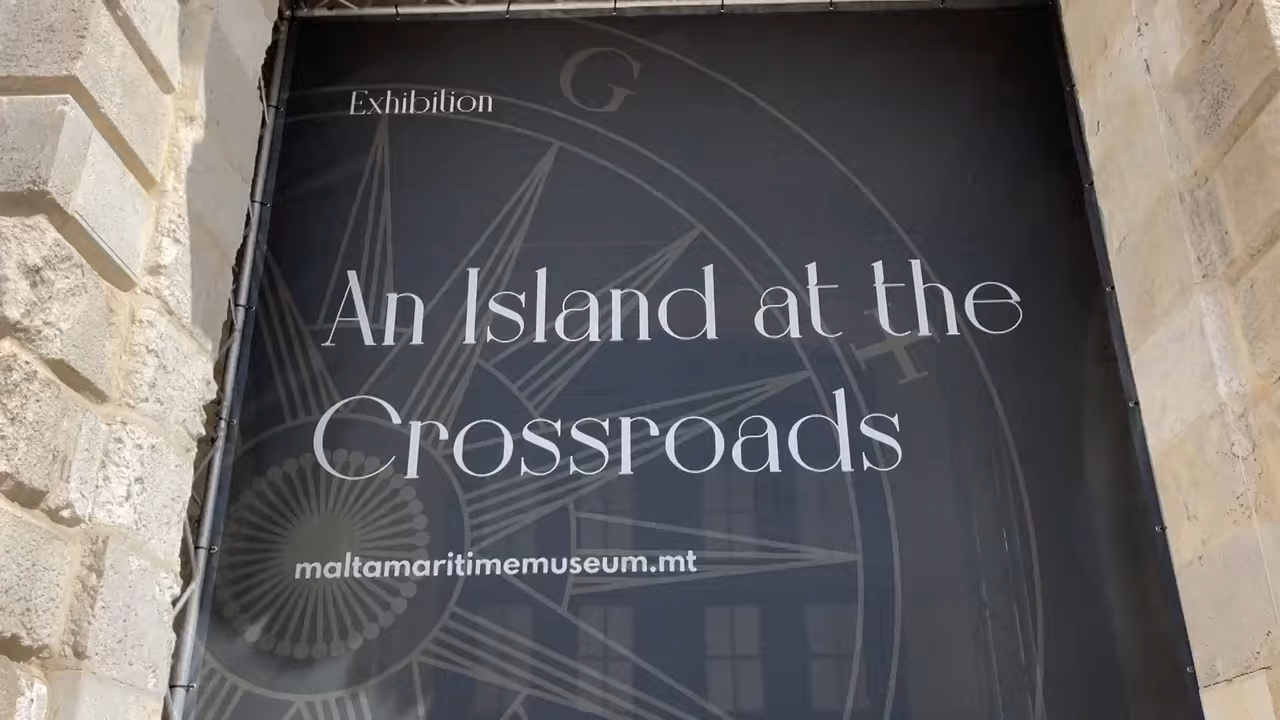 G
Exhibition
An Island at the
Crossroads
maltamaritimemuseum.mt